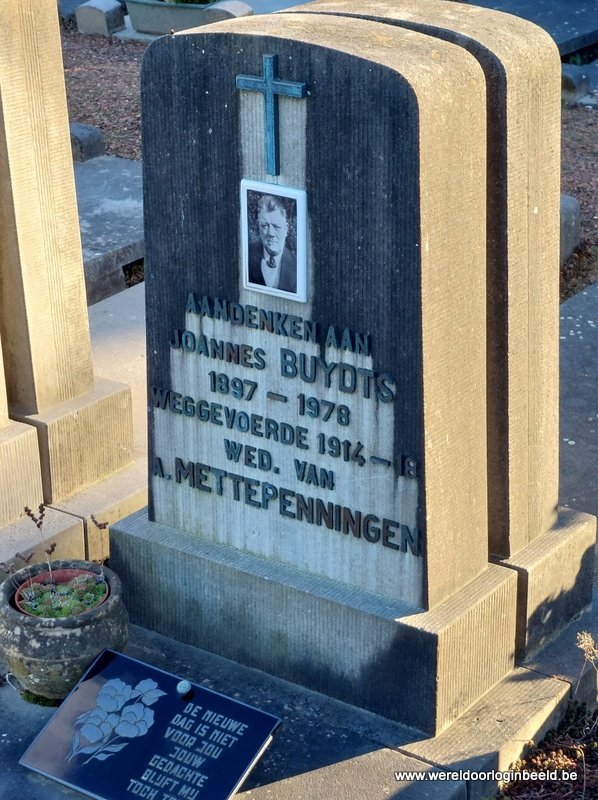 AANDENKEN AAN
JOANNES BUYDTS
1897 – 1978
WEGGEVOERDE 1914 – 18
WED. VAN
A. METTEPENNINGEN
DE NIEUWE
DAG IS NIET
VOOR JOU
JOUW
GEDACHTE
BLIJFT MIJ
TOCH
www.wereldoorloginbeeld.be